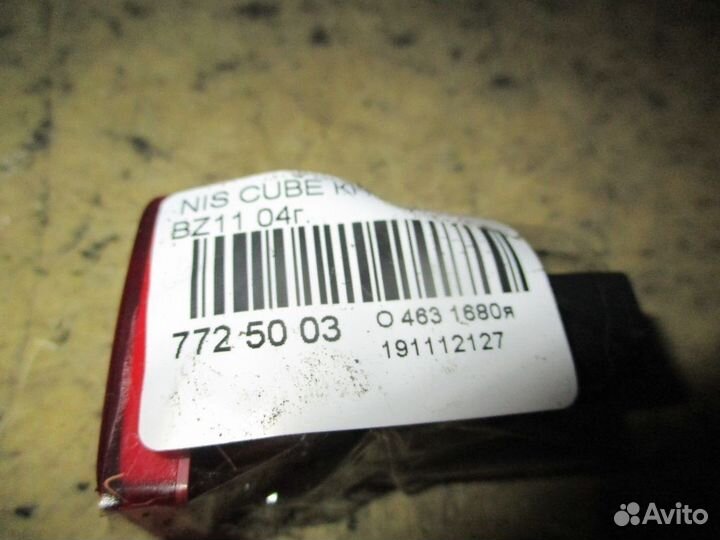 NIS CUBE
BZ11 04г.
772 50 03
О 463 1680я
191112127
Avito